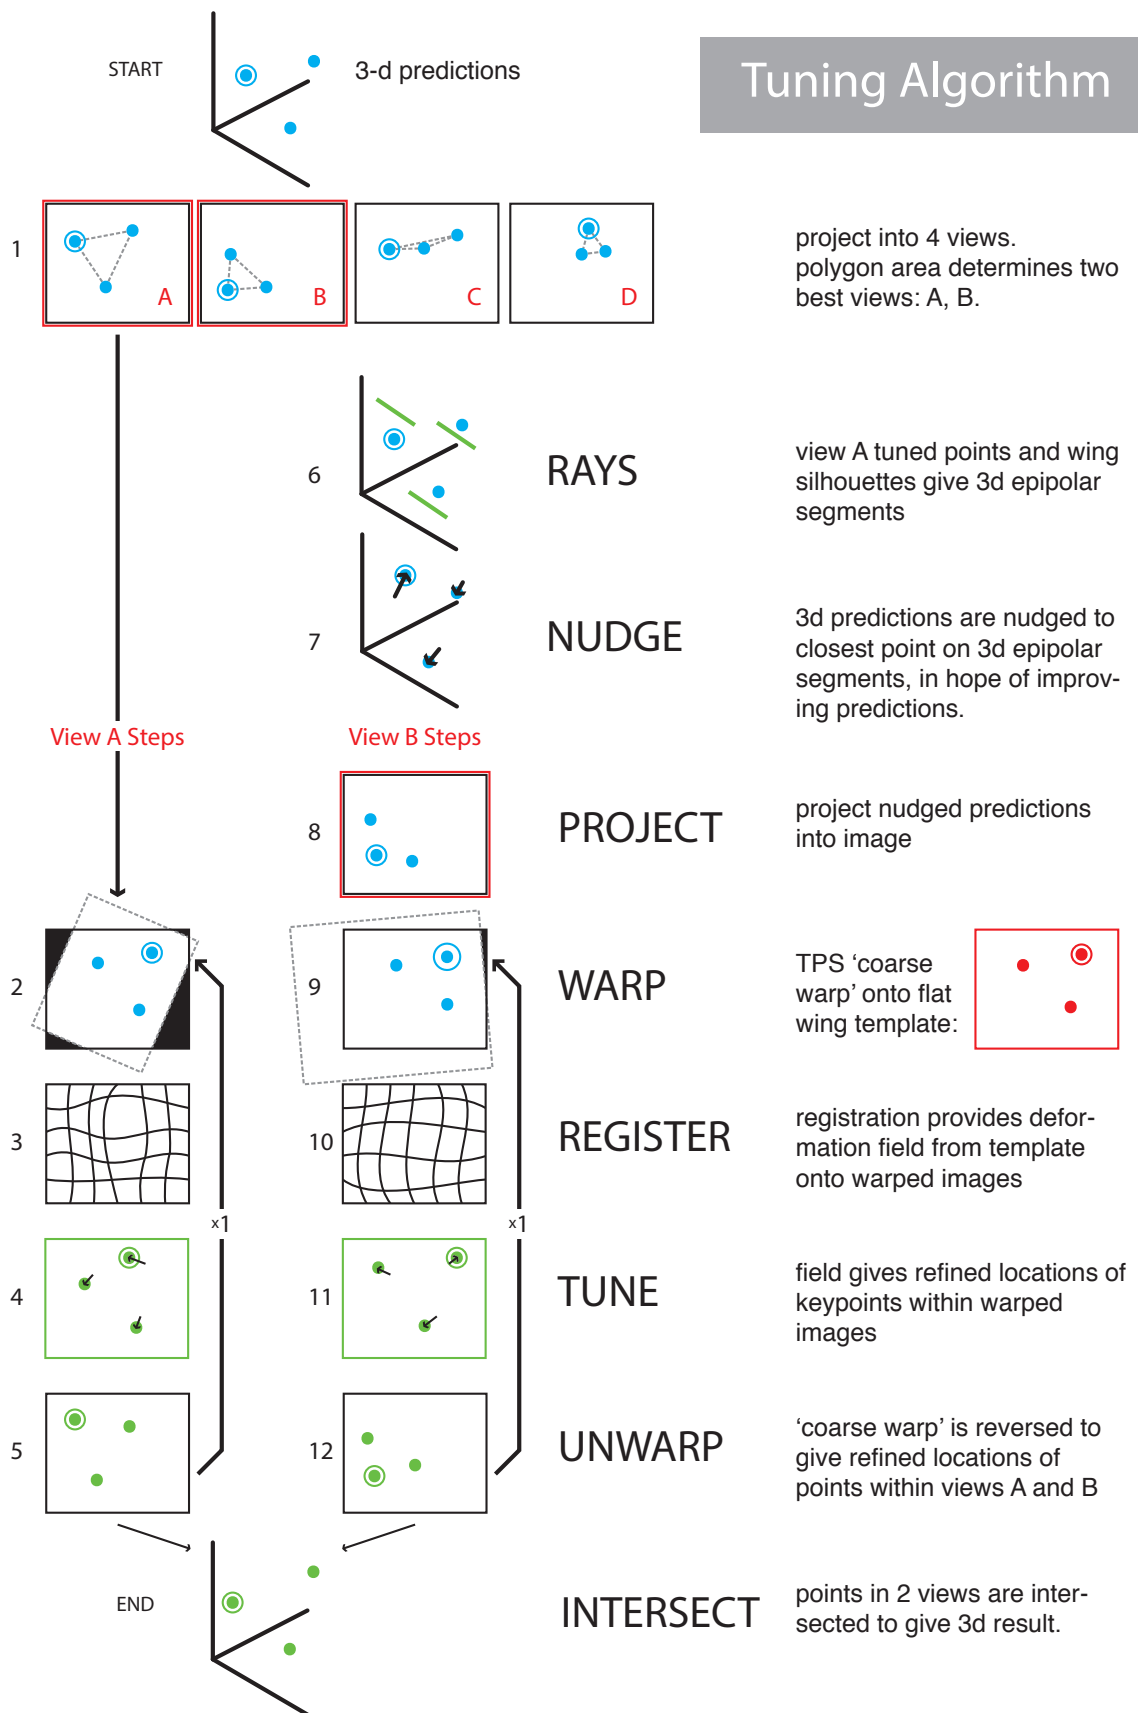 START
3-d predictions
Tuning Algorithm
1
A
B
C
D
project into 4 views.
polygon area determines two
best views: A, B.
6
RAYS
view A tuned points and wing
silhouettes give 3d epipolar
segments
7
NUDGE
3d predictions are nudged to
closest point on 3d epipolar
segments, in hope of improv-
ing predictions.
View A Steps
View B Steps
8
PROJECT
project nudged predictions
into image
2
9
WARP
TPS ‘coarse
warp’ onto flat
wing template:
3
10
REGISTER
registration provides defor-
mation field from template
onto warped images
x1
x1
4
11
TUNE
field gives refined locations of
keypoints within warped
images
5
12
UNWARP
‘coarse warp’ is reversed to
give refined locations of
points within views A and B
END
INTERSECT
points in 2 views are inter-
sected to give 3d result.